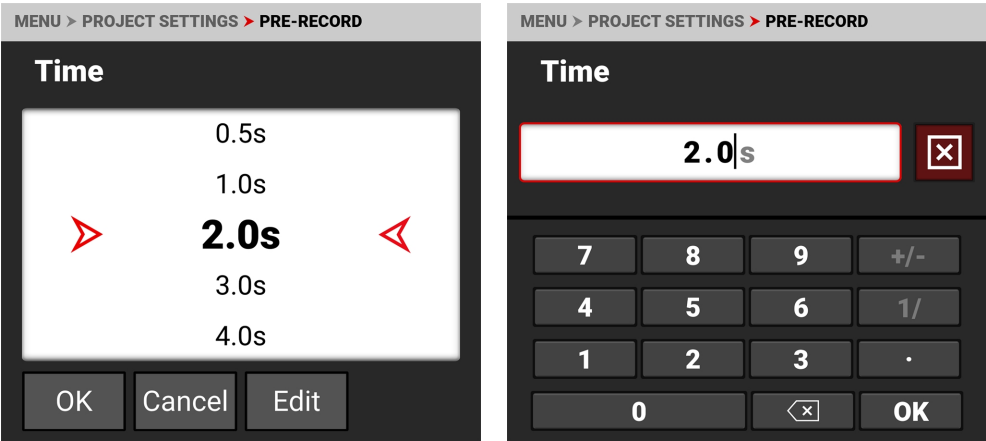 MENU > PROJECT SETTINGS > PRE-RECORD
Time
0.5s
1.0s
2.0s
3.0s
4.0s
OK Cancel Edit
MENU > PROJECT SETTINGS > PRE-RECORD
Time
2.0s
7 8 9 +/-
4 5 6 1/
1 2 3 .
0 OK